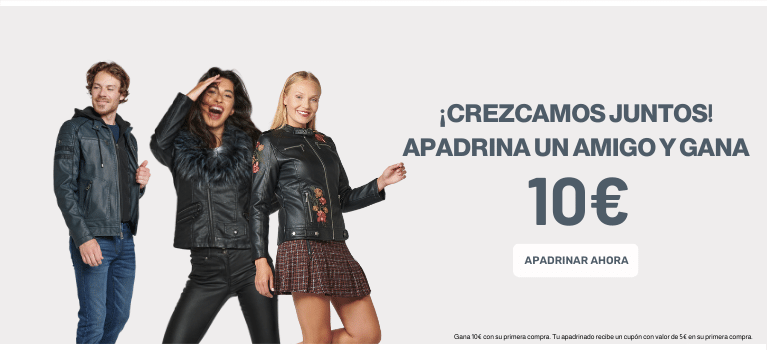 ¡CREZCAMOS JUNTOS!
APADRINA UN AMIGO Y GANA
10€
APADRINAR AHORA
Gana 10€ con su primera compra. Tu apadrinado recibe un cupón con valor de 5€ en su primera compra.